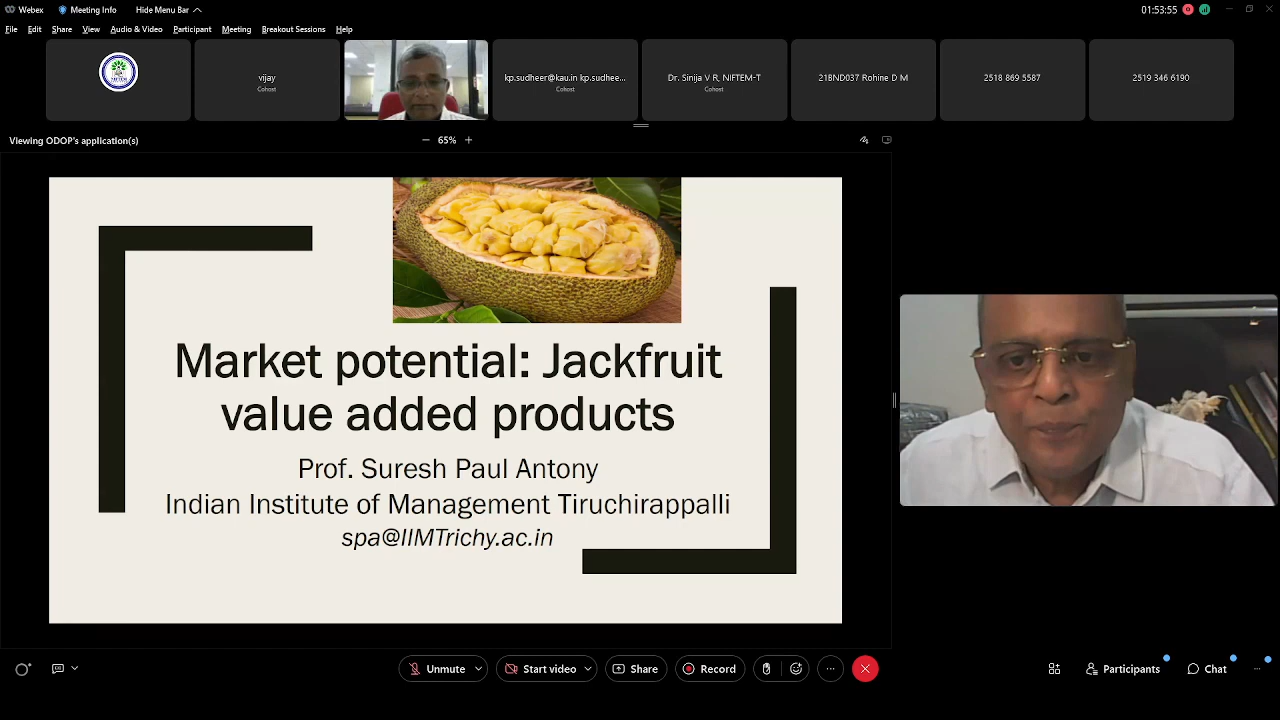 Webex
Meeting Info
Hide Menu Bar
01:53:55
File Edit Share View Audio & Video Participant Meeting Breakout Sessions Help
vijay
Cohost
kp.sudheer@kau.in kp.sudhee...
Cohost
Dr. Sinija V R, NIFTEM-T
Cohost
21BND037 Rohine D M
2518 869 5587
2519 346 6190
Viewing ODOP's application(s)
− 65% +
Market potential: Jackfruit
value added products
Prof. Suresh Paul Antony
Indian Institute of Management Tiruchirappalli
spa@IIMTrichy.ac.in
Unmute
Start video
Share
Record
Participants
Chat